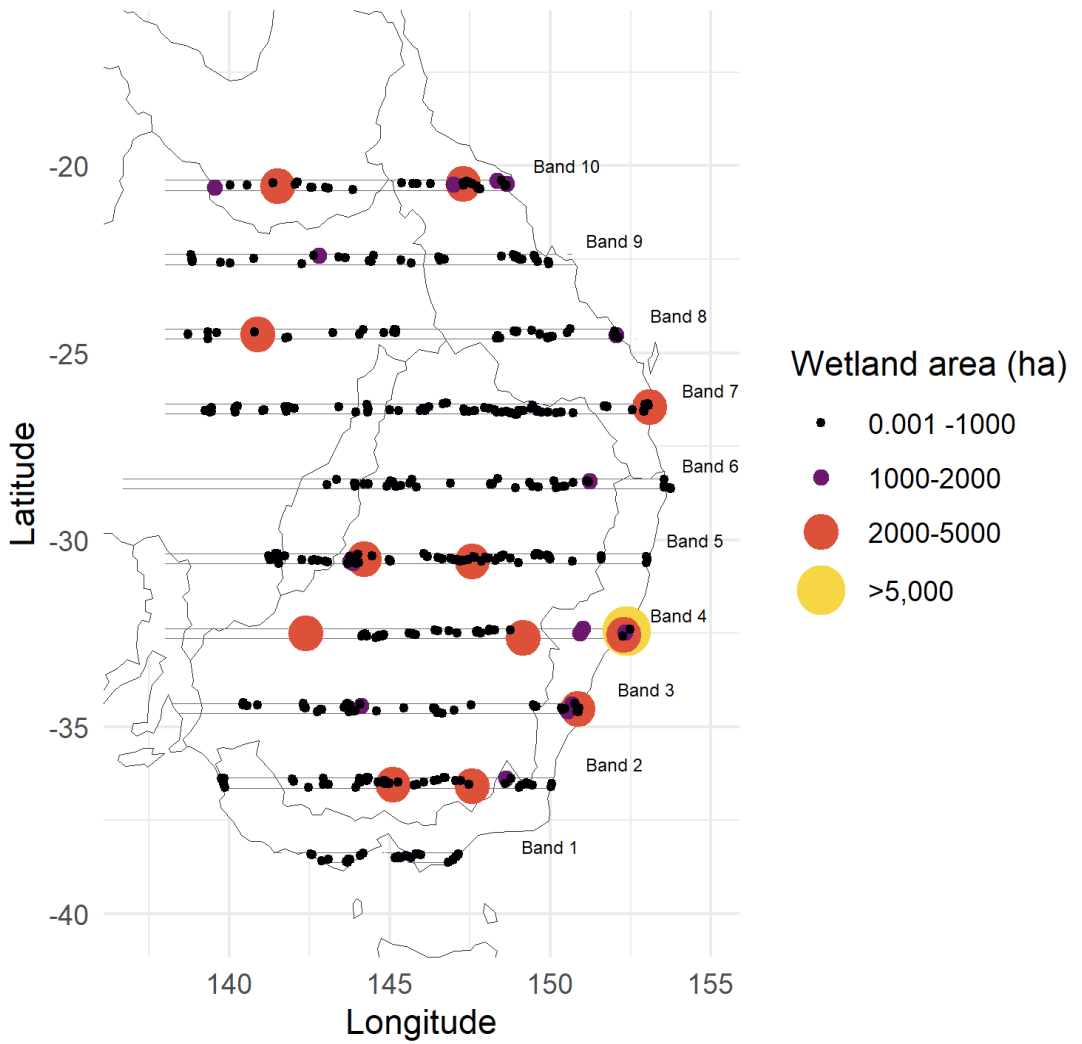 -20
-25
-30
-35
-40
Latitude
Band 10
Band 9
Band 8
Band 7
Band 6
Band 5
Band 4
Band 3
Band 2
Band 1
140
145
150
155
Longitude
Wetland area (ha)
0.001 -1000
1000-2000
2000-5000
>5,000